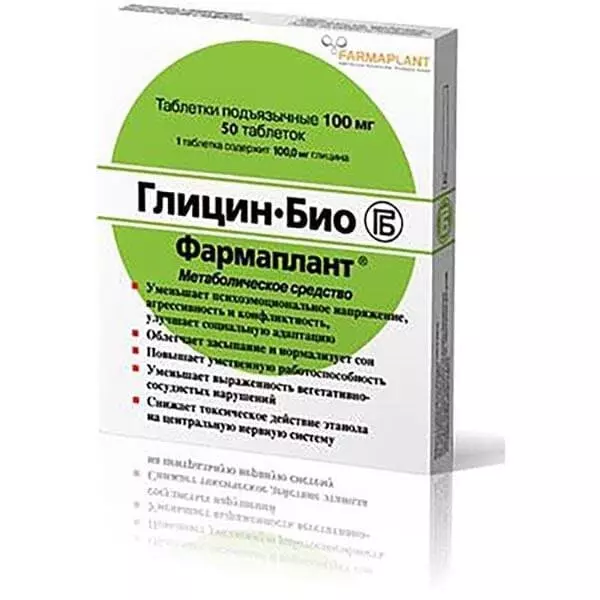 FARMAPLANT
Таблетки подъязычные 100 мг
50 таблеток
1 таблетка содержит 100,0 мг глицина
Глицин•Био ГБ
Фармаплант®
Метаболическое средство
Уменьшает психоэмоциональное напряжение,
агрессивность и конфликтность,
улучшает социальную адаптацию
Облегчает засыпание и нормализует сон
Повышает умственную работоспособность
Уменьшает выраженность вегетативно-
сосудистых нарушений
Снижает токсическое действие этанола
на центральную нервную систему